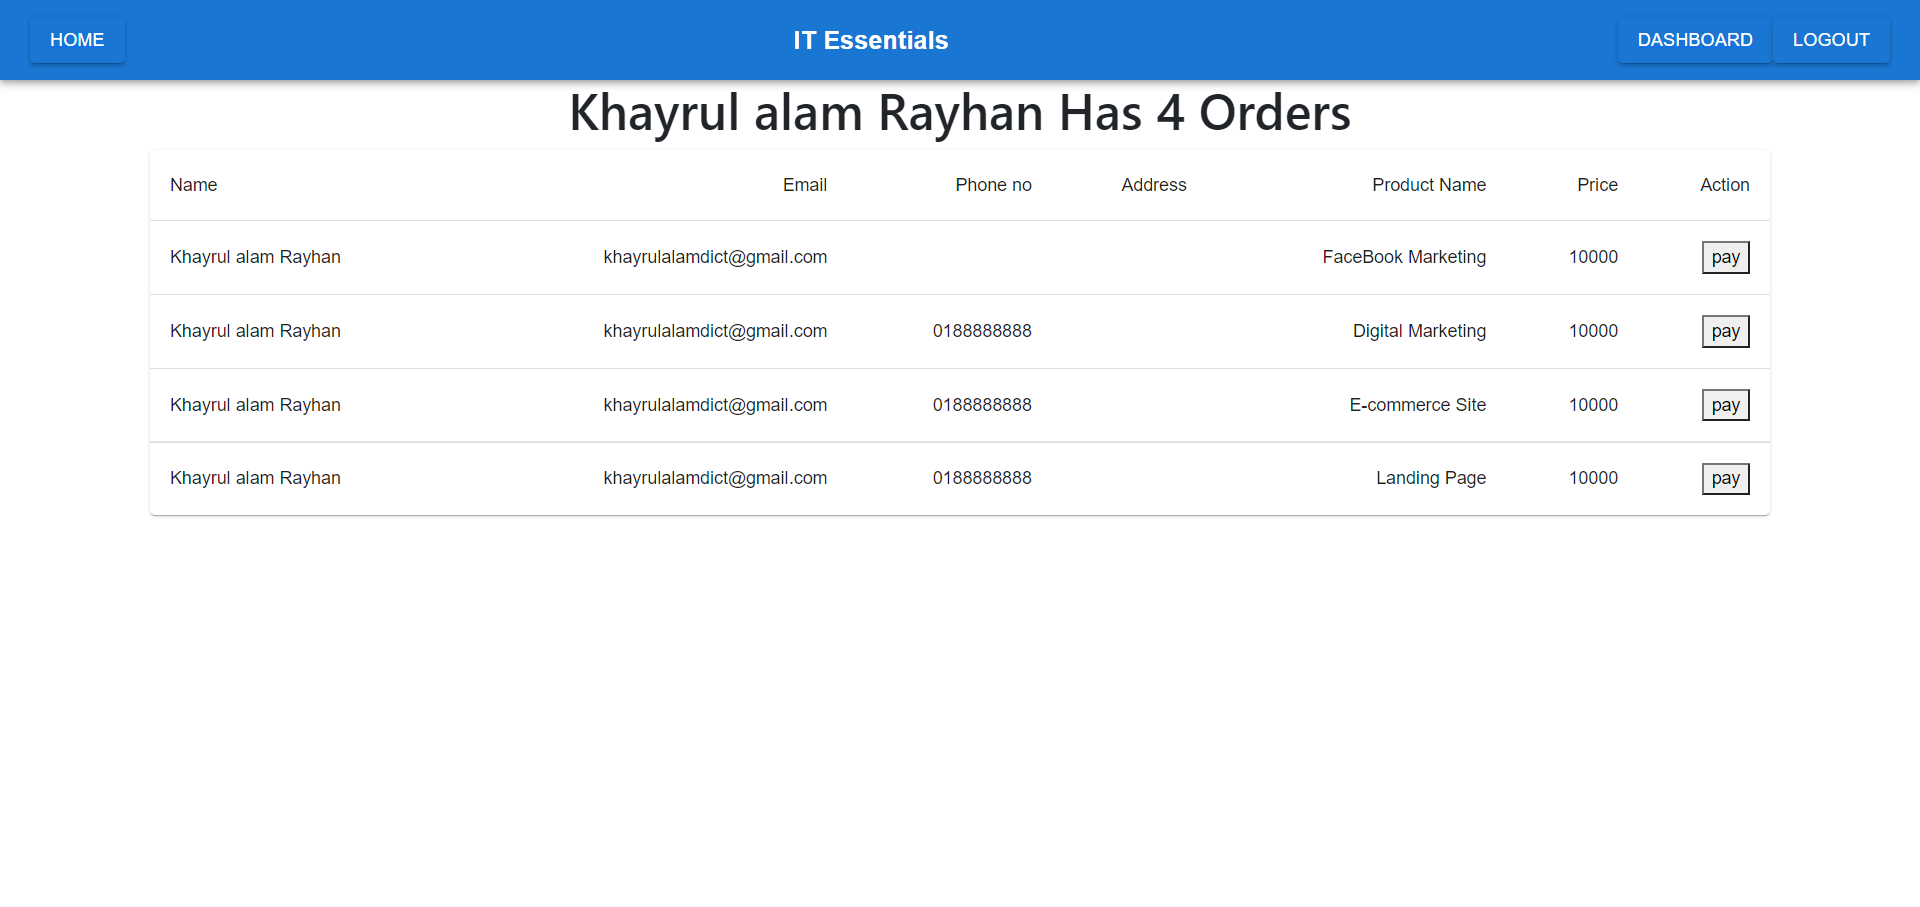 HOME IT Essentials DASHBOARD LOGOUT
Khayrul alam Rayhan Has 4 Orders
Name Email Phone no Address Product Name Price Action
Khayrul alam Rayhan khayrulalamdict@gmail.com FaceBook Marketing 10000 pay
Khayrul alam Rayhan khayrulalamdict@gmail.com 0188888888 Digital Marketing 10000 pay
Khayrul alam Rayhan khayrulalamdict@gmail.com 0188888888 E-commerce Site 10000 pay
Khayrul alam Rayhan khayrulalamdict@gmail.com 0188888888 Landing Page 10000 pay